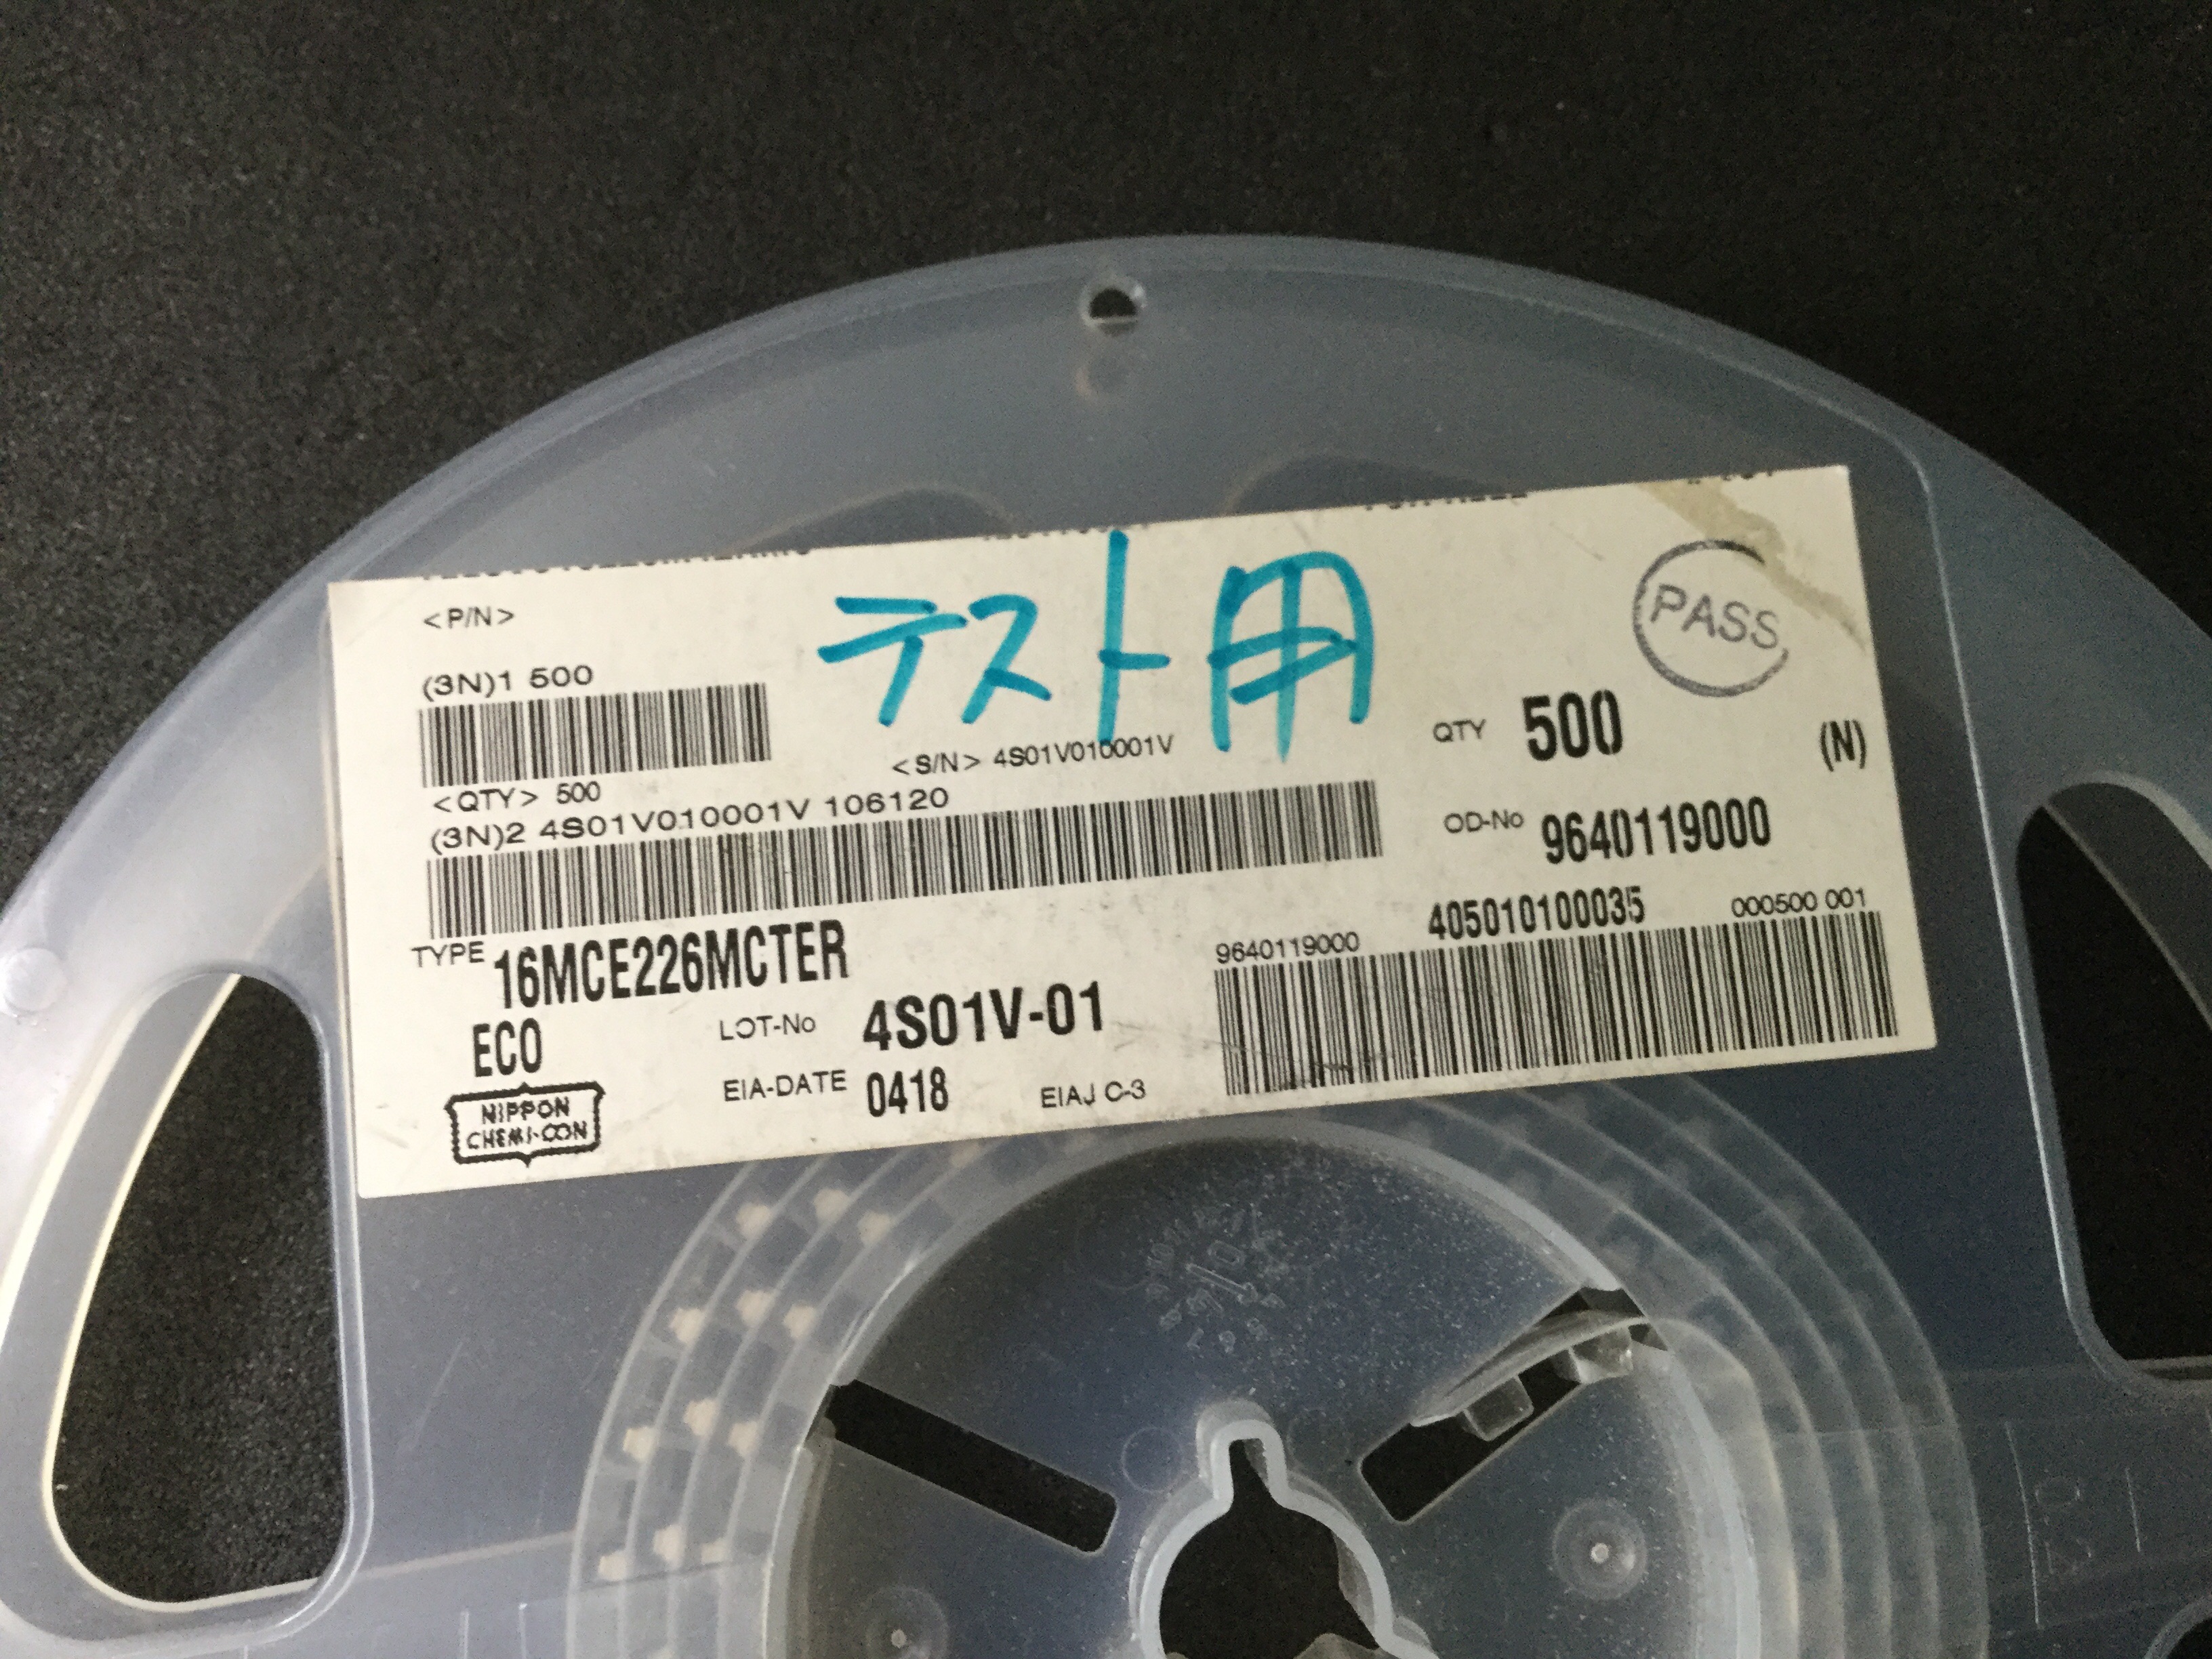 <P/N>
テスト用
PASS
(3N)1 500
<QTY> 500
<S/N> 4S01V010001V
QTY 500
(N)
(3N)2 4S01V010001V 106120
OD-No 9640119000
TYPE 16MCE226MCTER
9640119000 405010100035 000500 001
ECO
LOT-No 4S01V-01
EIA-DATE 0418
EIAJ C-3
NIPPON
CHEMI-CON